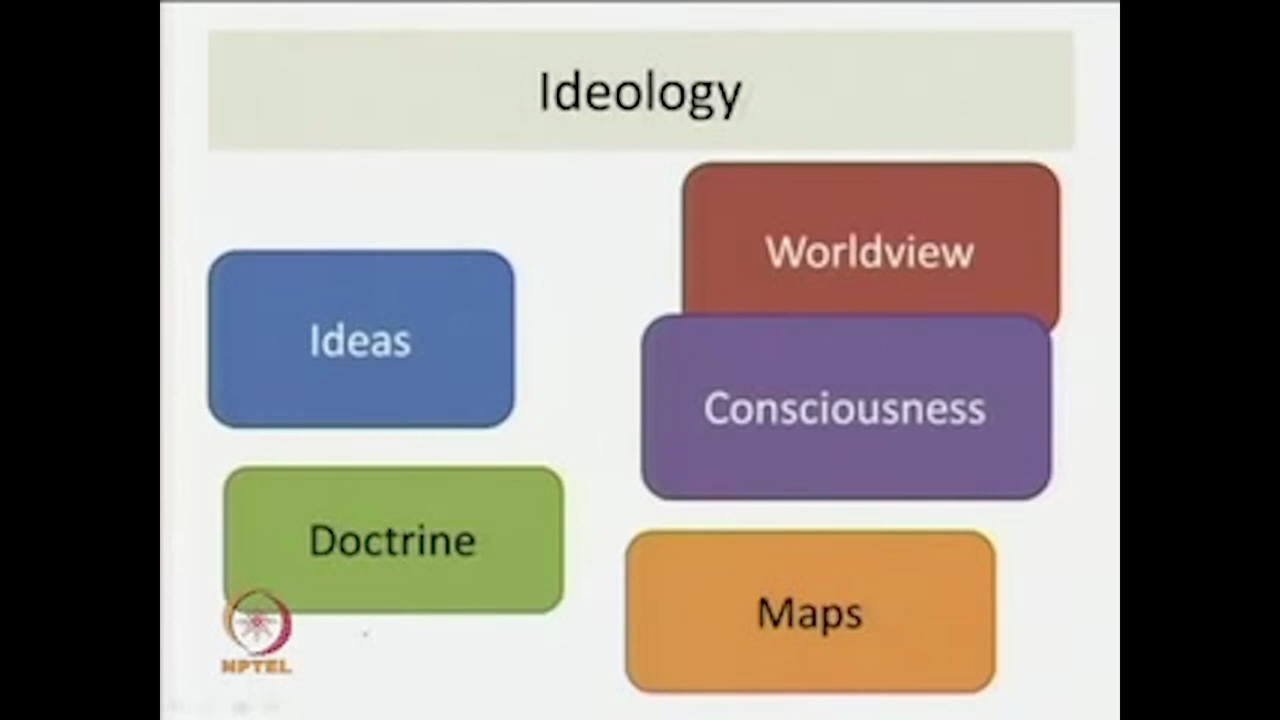 Ideology
Worldview
Ideas
Consciousness
Doctrine
Maps
NPTEL